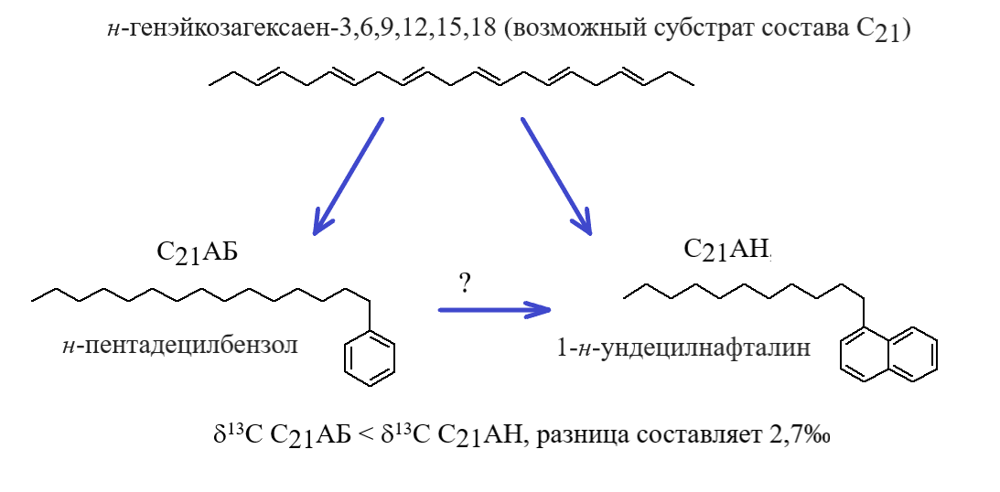 н-генэйкозагексаен-3,6,9,12,15,18 (возможный субстрат состава C21)
C21АБ
C21АН,
?
н-пентадецилбензол
1-н-ундецилнафталин
δ¹³C C21АБ < δ¹³C C21АН, разница составляет 2,7‰